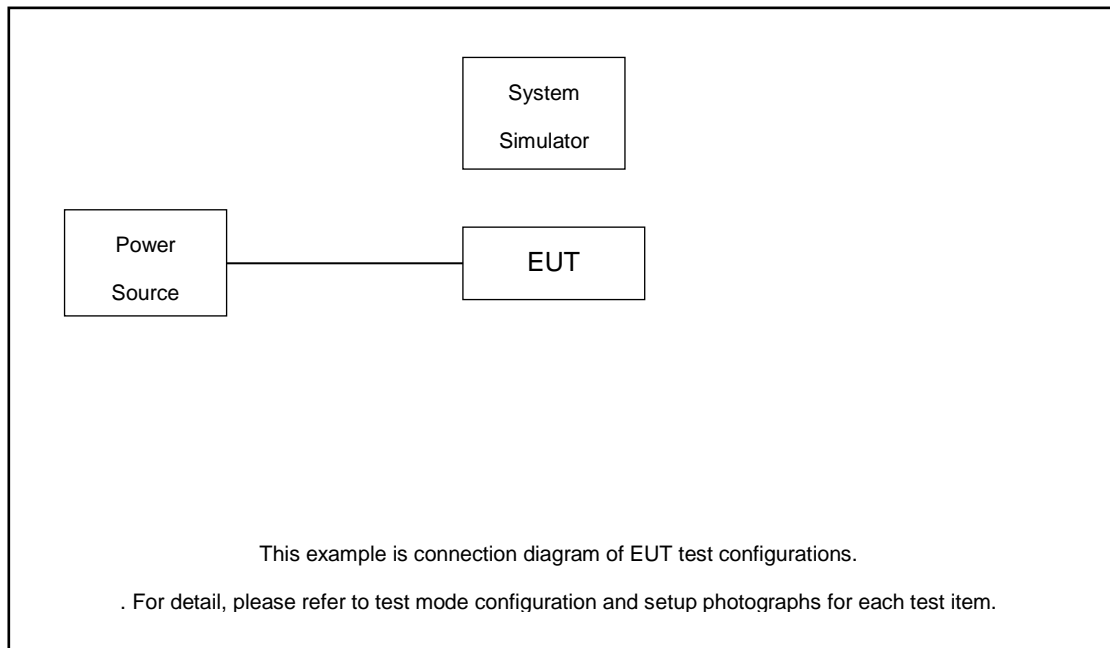 System
Simulator
Power
Source
EUT
This example is connection diagram of EUT test configurations.
. For detail, please refer to test mode configuration and setup photographs for each test item.